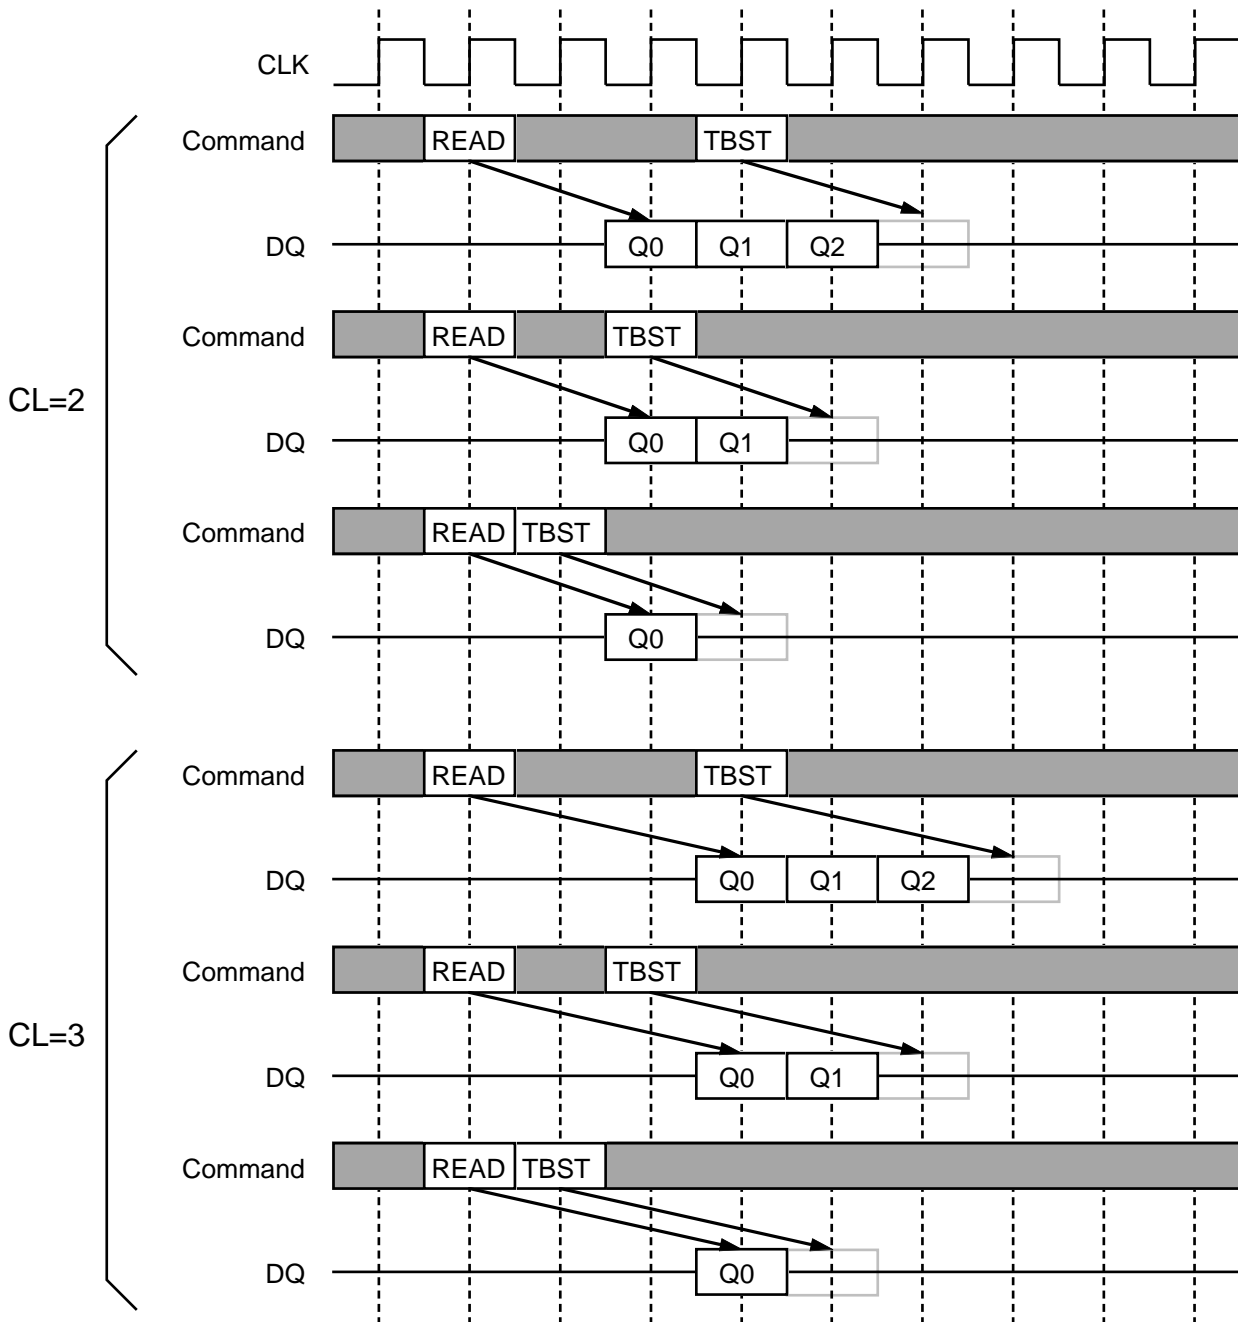 CLK
Command READ TBST
DQ Q0 Q1 Q2
Command READ TBST
CL=2
DQ Q0 Q1
Command READ TBST
DQ Q0
Command READ TBST
DQ Q0 Q1 Q2
Command READ TBST
CL=3
DQ Q0 Q1
Command READ TBST
DQ Q0